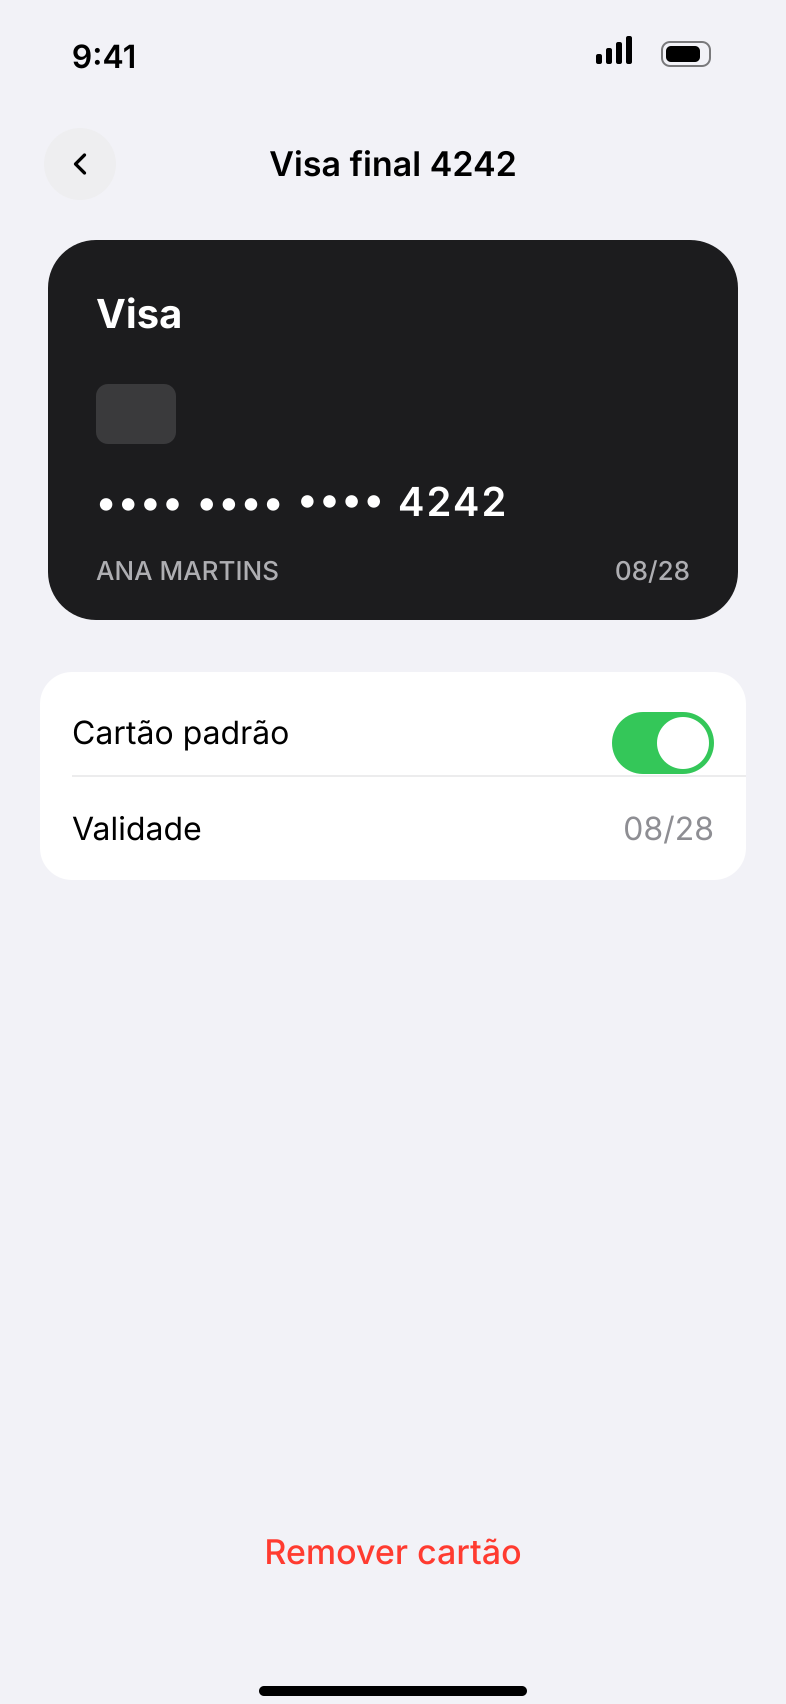 9:41
Visa final 4242
Visa
•••• •••• •••• 4242
ANA MARTINS 08/28
Cartão padrão
Validade 08/28
Remover cartão